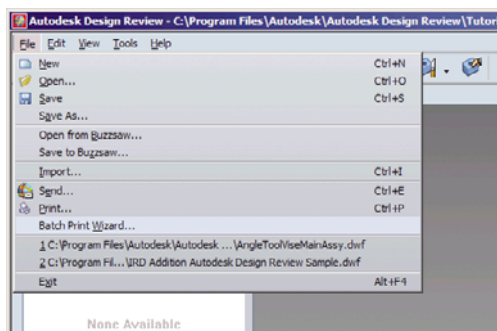 Autodesk Design Review - C:\Program Files\Autodesk\Autodesk Design Review\Tutori
File Edit View Tools Help
New Ctrl+N
Open... Ctrl+O
Save Ctrl+S
Save As...
Open from Buzzsaw...
Save to Buzzsaw...
Import... Ctrl+I
Send... Ctrl+E
Print... Ctrl+P
Batch Print Wizard...
1 C:\Program Files\Autodesk\Autodesk ...\AngleToolViseMainAssy.dwf
2 C:\Program Fil...\IRD Addition Autodesk Design Review Sample.dwf
Exit Alt+F4
None Available